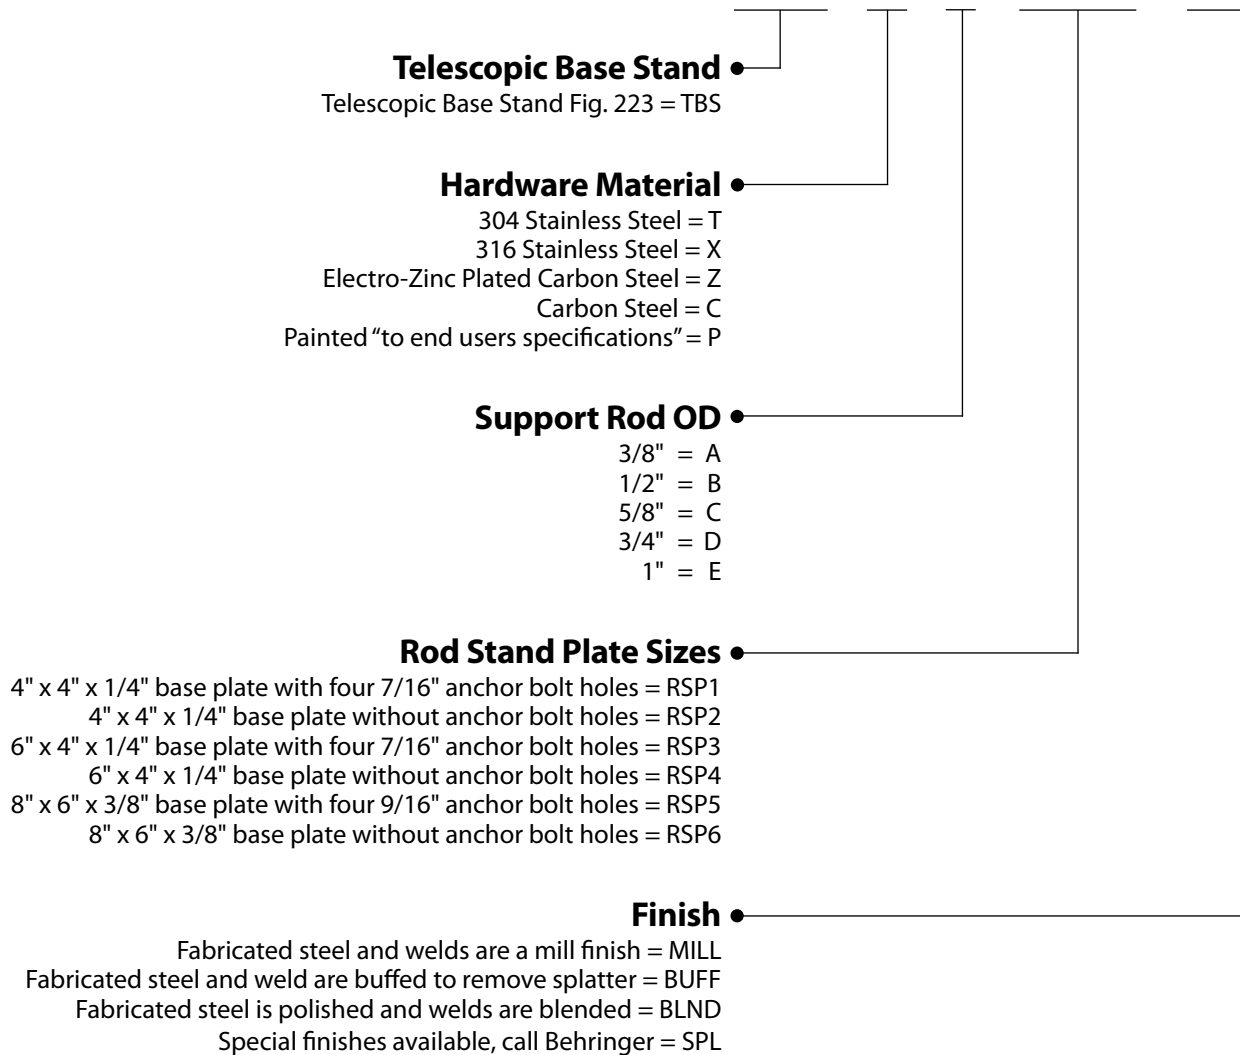 Telescopic Base Stand
Telescopic Base Stand Fig. 223 = TBS
Hardware Material
304 Stainless Steel = T
316 Stainless Steel = X
Electro-Zinc Plated Carbon Steel = Z
Carbon Steel = C
Painted “to end users specifications” = P
Support Rod OD
3/8" = A
1/2" = B
5/8" = C
3/4" = D
1" = E
Rod Stand Plate Sizes
4" x 4" x 1/4" base plate with four 7/16" anchor bolt holes = RSP1
4" x 4" x 1/4" base plate without anchor bolt holes = RSP2
6" x 4" x 1/4" base plate with four 7/16" anchor bolt holes = RSP3
6" x 4" x 1/4" base plate without anchor bolt holes = RSP4
8" x 6" x 3/8" base plate with four 9/16" anchor bolt holes = RSP5
8" x 6" x 3/8" base plate without anchor bolt holes = RSP6
Finish
Fabricated steel and welds are a mill finish = MILL
Fabricated steel and weld are buffed to remove splatter = BUFF
Fabricated steel is polished and welds are blended = BLND
Special finishes available, call Behringer = SPL